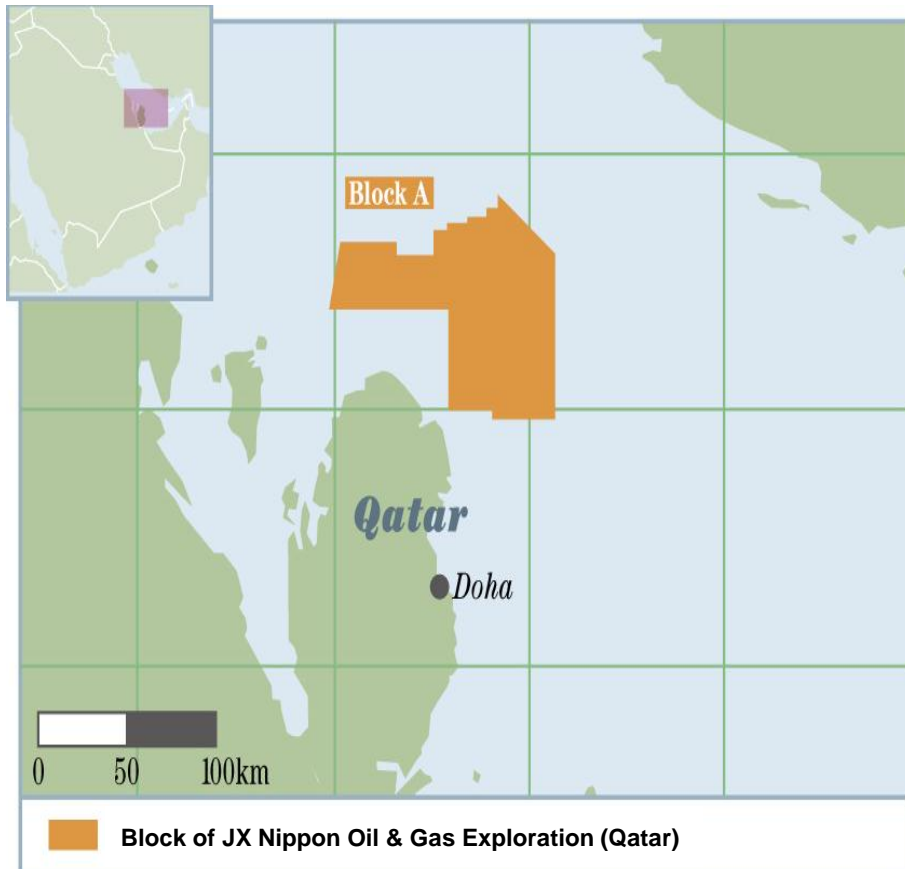 Block A
Qatar
Doha
0 50 100km
Block of JX Nippon Oil & Gas Exploration (Qatar)